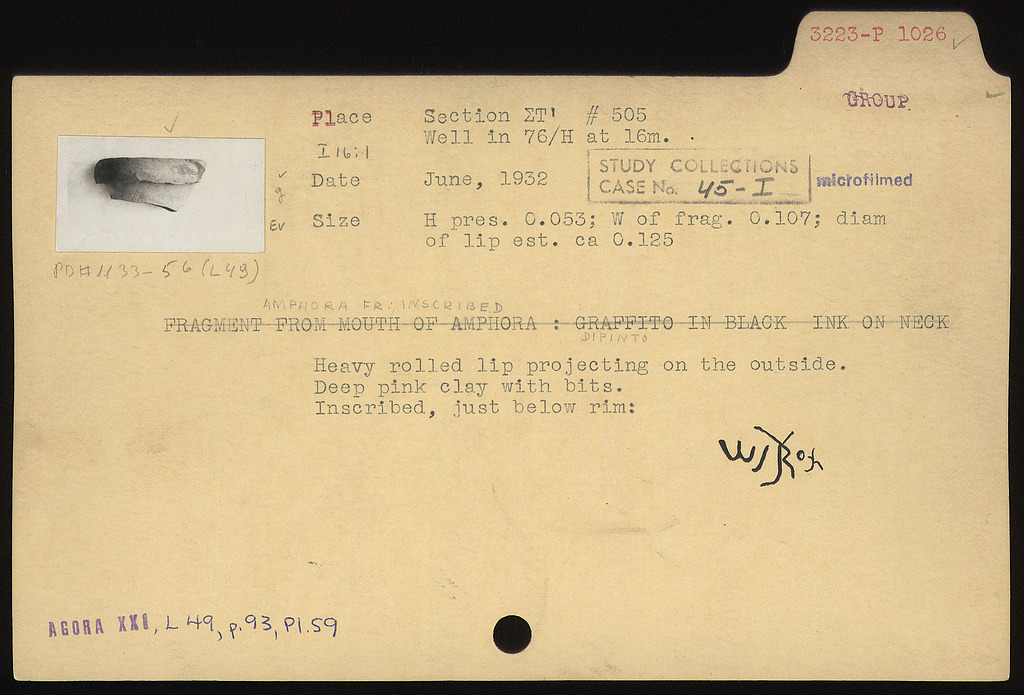 3223-P 1026
GROUP
Place Section ΣΤ' # 505
Well in 76/H at 16m.
I 16:1
STUDY COLLECTIONS
CASE No. 45-I
microfilmed
Date June, 1932
g
Ev
Size H pres. 0.053; W of frag. 0.107; diam
of lip est. ca 0.125
PD#1133-56 (L49)
AMPHORA FR: INSCRIBED
FRAGMENT FROM MOUTH OF AMPHORA : GRAFFITO IN BLACK INK ON NECK
DIPINTO
Heavy rolled lip projecting on the outside.
Deep pink clay with bits.
Inscribed, just below rim:
AGORA XXI, L 49, p.93, Pl.59